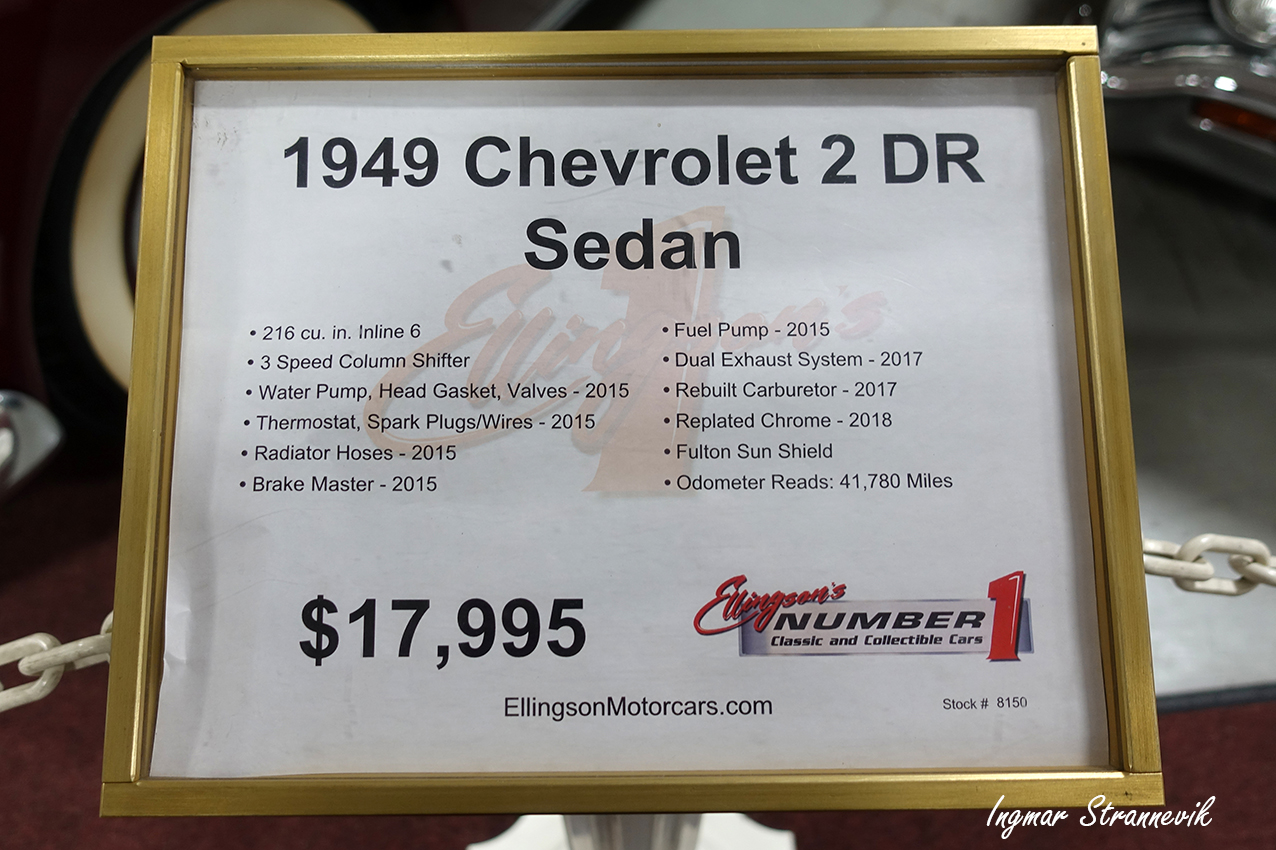 1949 Chevrolet 2 DR
Sedan
• 216 cu. in. Inline 6
• 3 Speed Column Shifter
• Water Pump, Head Gasket, Valves - 2015
• Thermostat, Spark Plugs/Wires - 2015
• Radiator Hoses - 2015
• Brake Master - 2015
• Fuel Pump - 2015
• Dual Exhaust System - 2017
• Rebuilt Carburetor - 2017
• Replated Chrome - 2018
• Fulton Sun Shield
• Odometer Reads: 41,780 Miles
Ellingson's 1
$17,995
Ellingson's
NUMBER 1
Classic and Collectible Cars
EllingsonMotorcars.com
Stock # 8150
Ingmar Strannevik